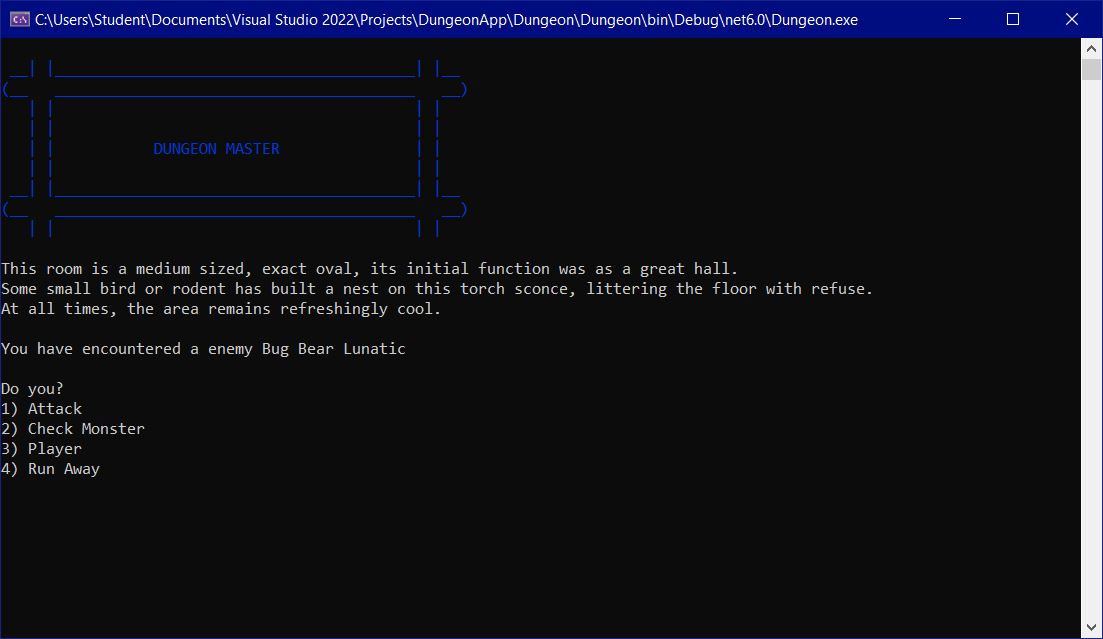 C:\Users\Student\Documents\Visual Studio 2022\Projects\DungeonApp\Dungeon\Dungeon\bin\Debug\net6.0\Dungeon.exe
DUNGEON MASTER
This room is a medium sized, exact oval, its initial function was as a great hall.
Some small bird or rodent has built a nest on this torch sconce, littering the floor with refuse.
At all times, the area remains refreshingly cool.
You have encountered a enemy Bug Bear Lunatic
Do you?
1) Attack
2) Check Monster
3) Player
4) Run Away